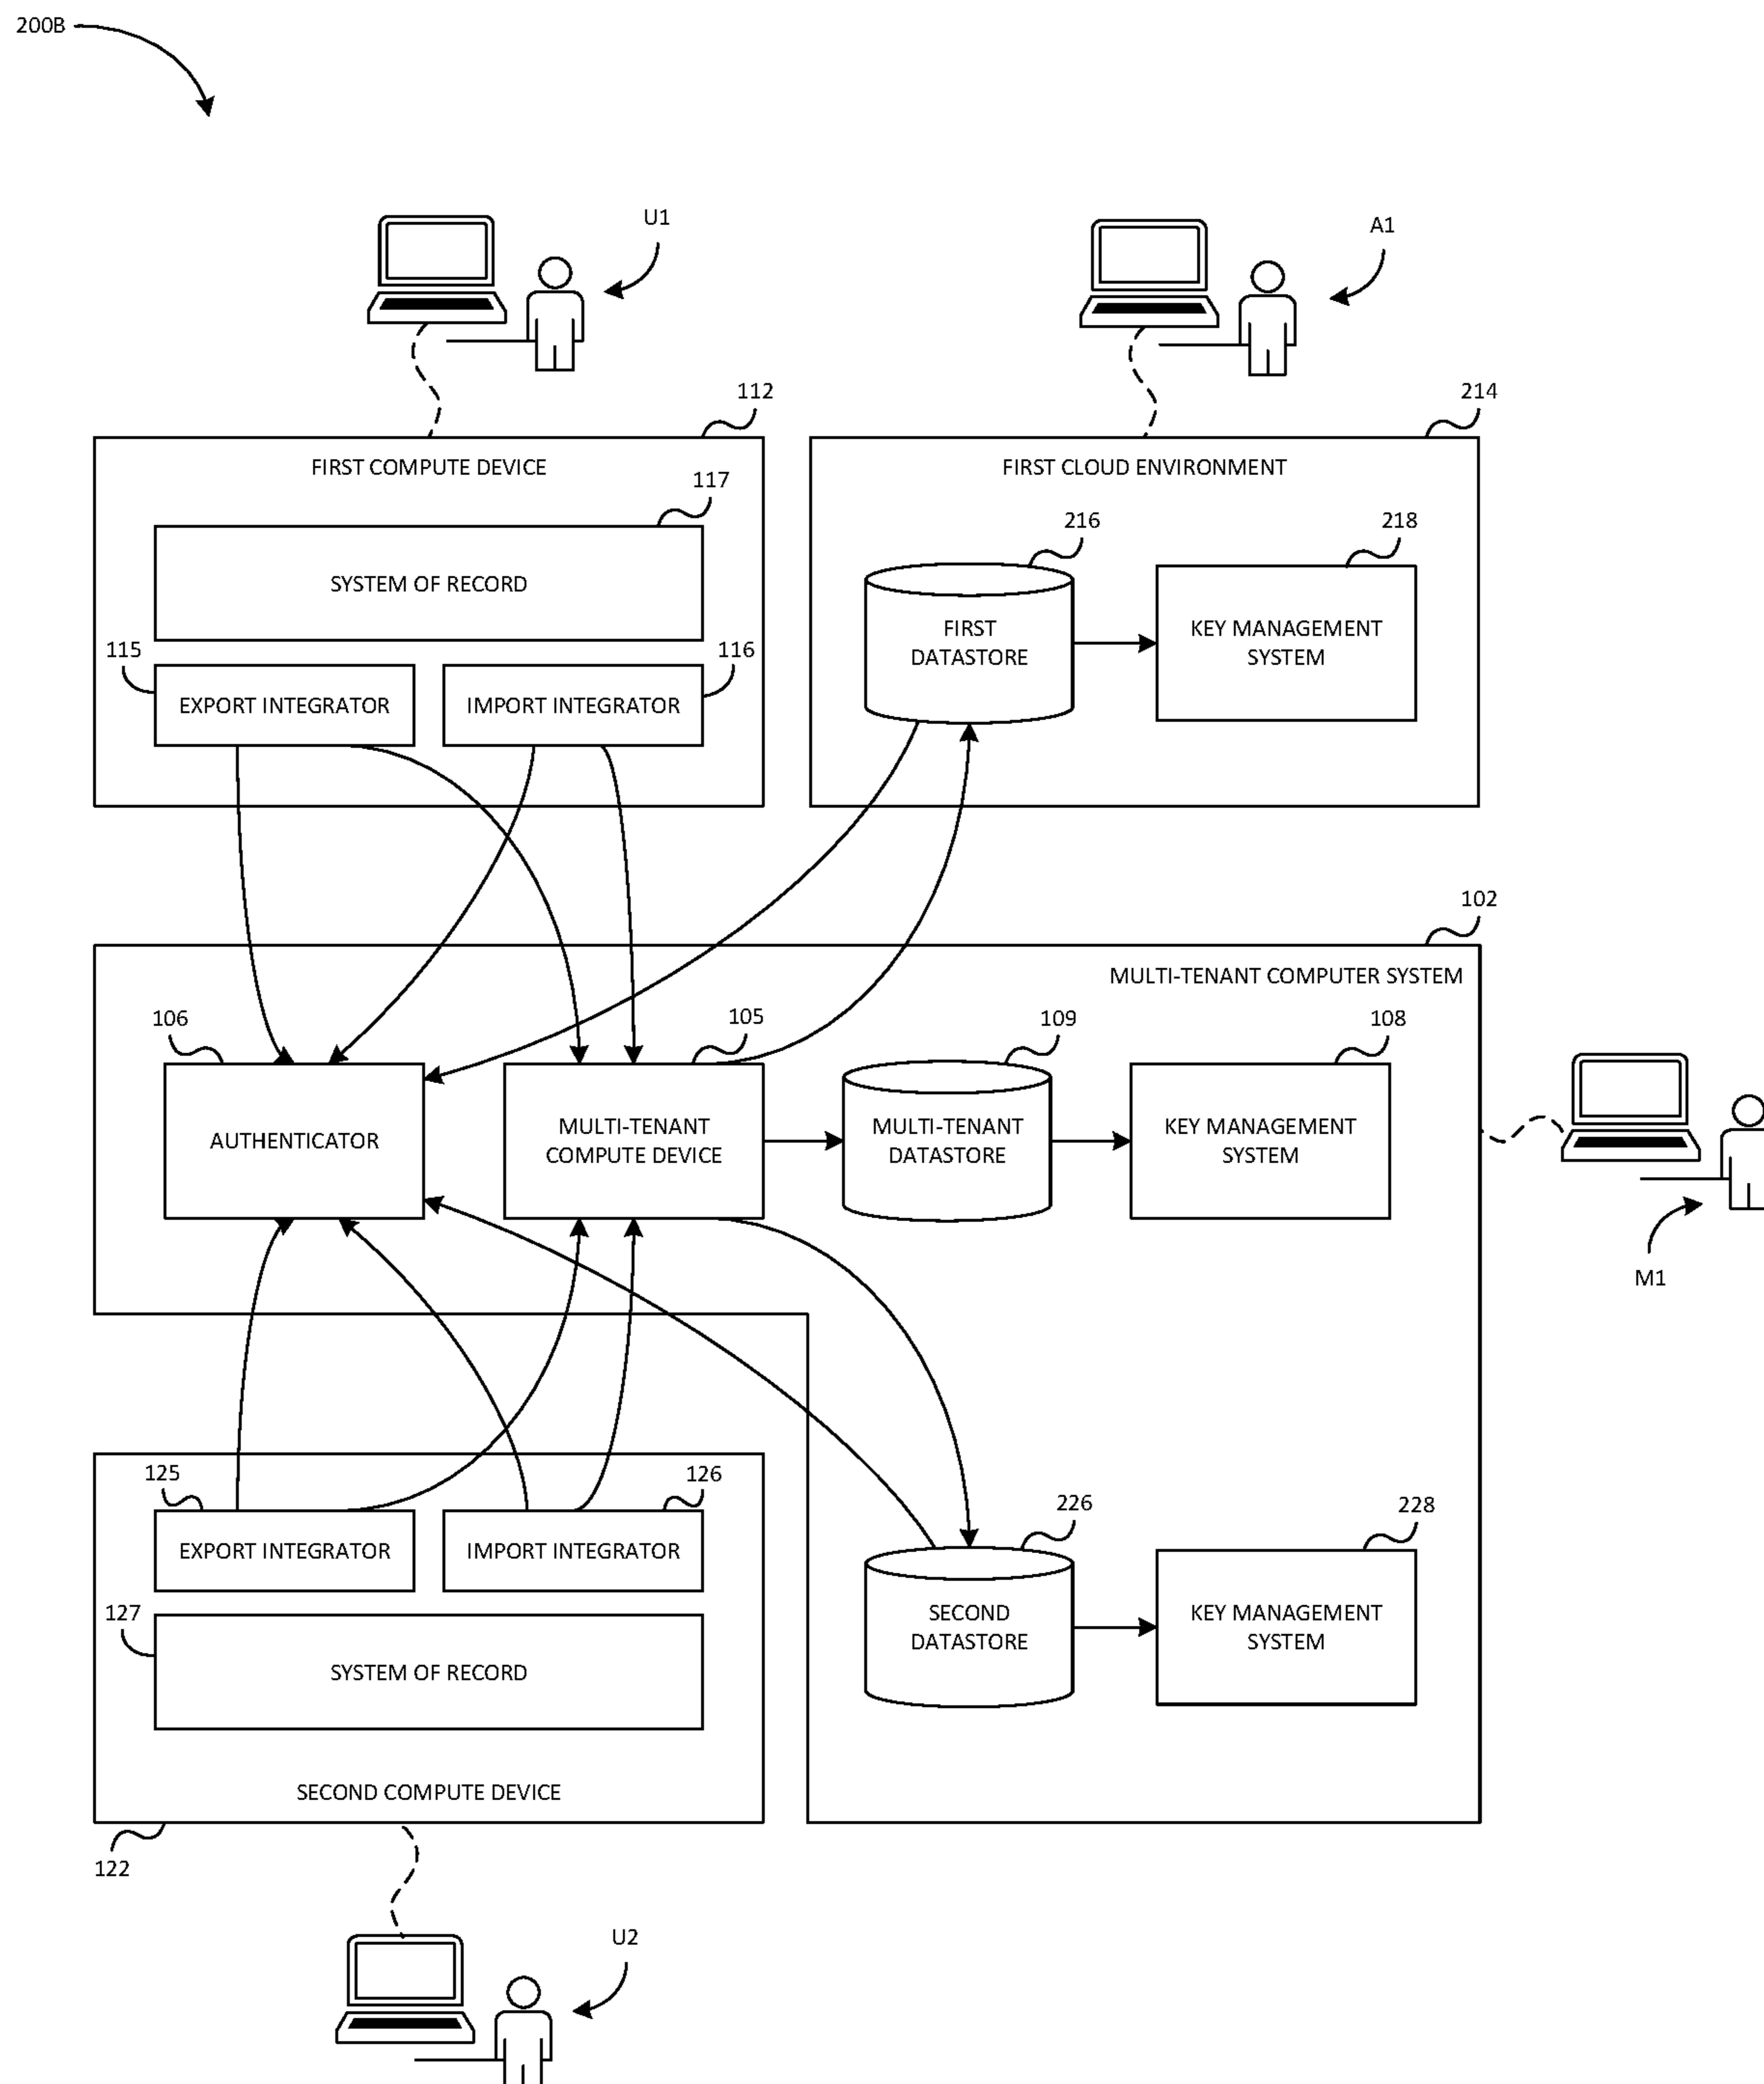 200B
U1
A1
112
214
FIRST COMPUTE DEVICE
FIRST CLOUD ENVIRONMENT
117
216
218
SYSTEM OF RECORD
FIRST
DATASTORE
KEY MANAGEMENT
SYSTEM
115
116
EXPORT INTEGRATOR
IMPORT INTEGRATOR
102
MULTI-TENANT COMPUTER SYSTEM
106
105
109
108
AUTHENTICATOR
MULTI-TENANT
COMPUTE DEVICE
MULTI-TENANT
DATASTORE
KEY MANAGEMENT
SYSTEM
M1
125
126
226
228
EXPORT INTEGRATOR
IMPORT INTEGRATOR
127
SYSTEM OF RECORD
SECOND
DATASTORE
KEY MANAGEMENT
SYSTEM
SECOND COMPUTE DEVICE
122
U2